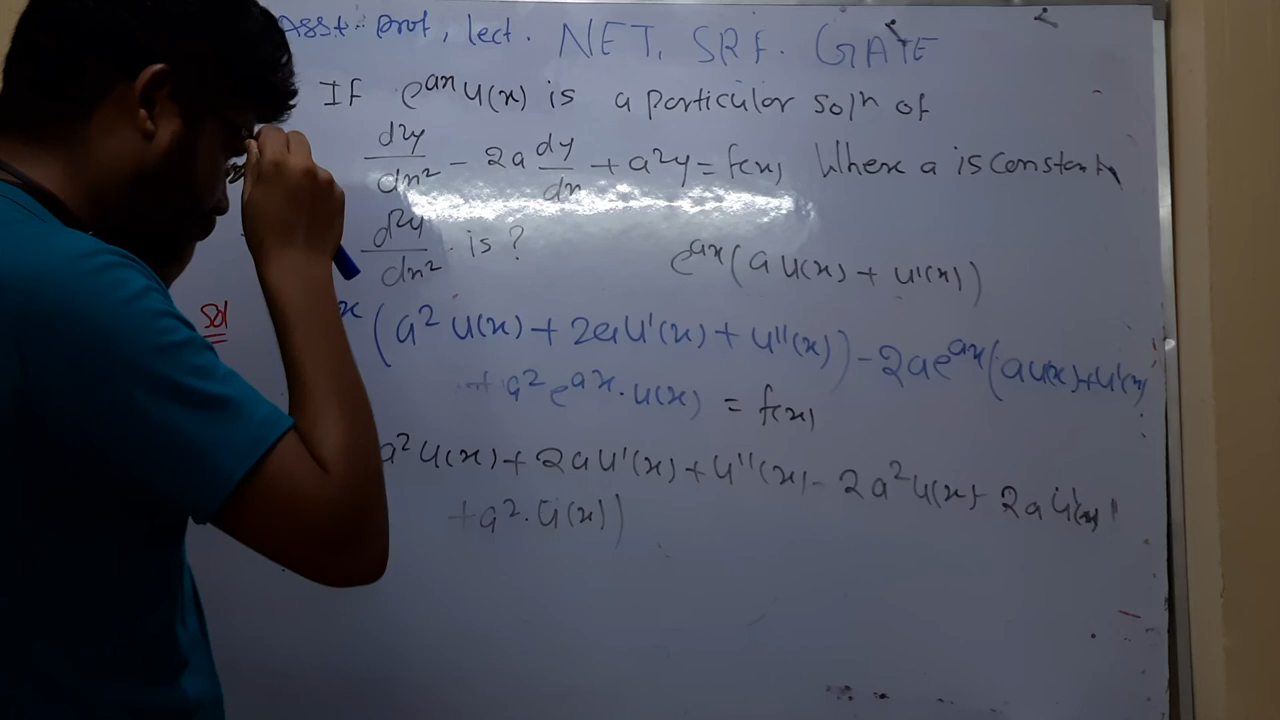 Asst. prof, lect. NET, SRF. GATE
If e^{ax} u(x) is a particular soln of
d²y/dx² - 2a dy/dx + a²y = f(x), Where a is constant,
d²y/dx² is ?
e^{ax}(a u(x) + u'(x))
Sol
x (a² u(x) + 2a u'(x) + u''(x)) - 2a e^{ax}(a u(x) + u'(x)
+ a² e^{ax} · u(x) = f(x)
a² u(x) + 2a u'(x) + u''(x) - 2a² u(x) - 2a u'(x)
+ a² · u(x))